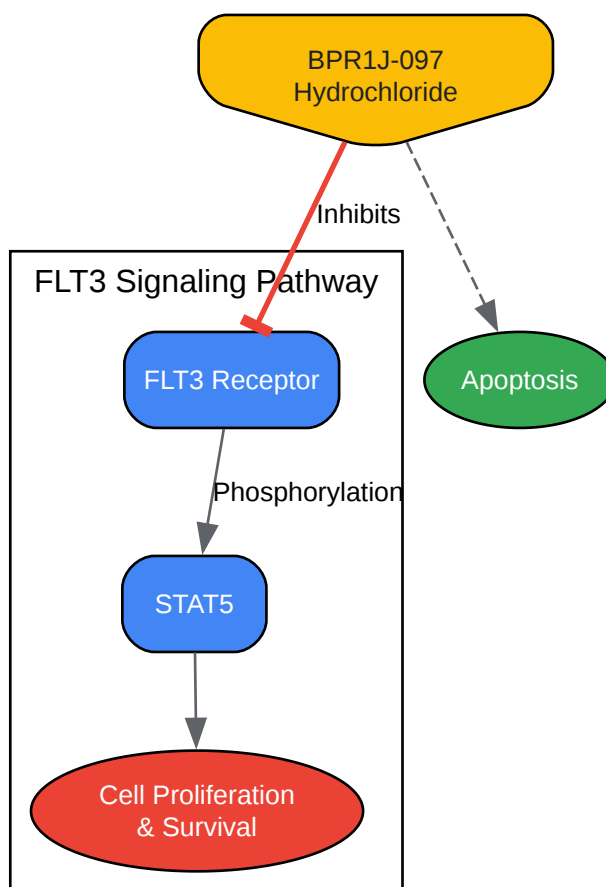 BPR1J-097
Hydrochloride
Inhibits
FLT3 Signaling Pathway
FLT3 Receptor
Apoptosis
Phosphorylation
STAT5
Cell Proliferation
& Survival